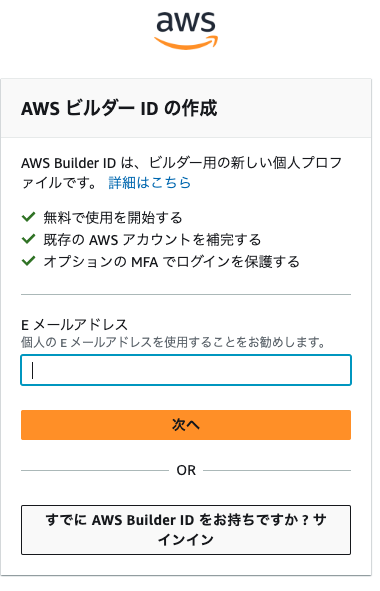 aws
AWS ビルダー ID の作成
AWS Builder ID は、ビルダー用の新しい個人プロフ
ァイルです。 詳細はこちら
無料で使用を開始する
既存の AWS アカウントを補完する
オプションの MFA でログインを保護する
E メールアドレス
個人の E メールアドレスを使用することをお勧めします。
次へ
OR
すでに AWS Builder ID をお持ちですか ? サ
インイン